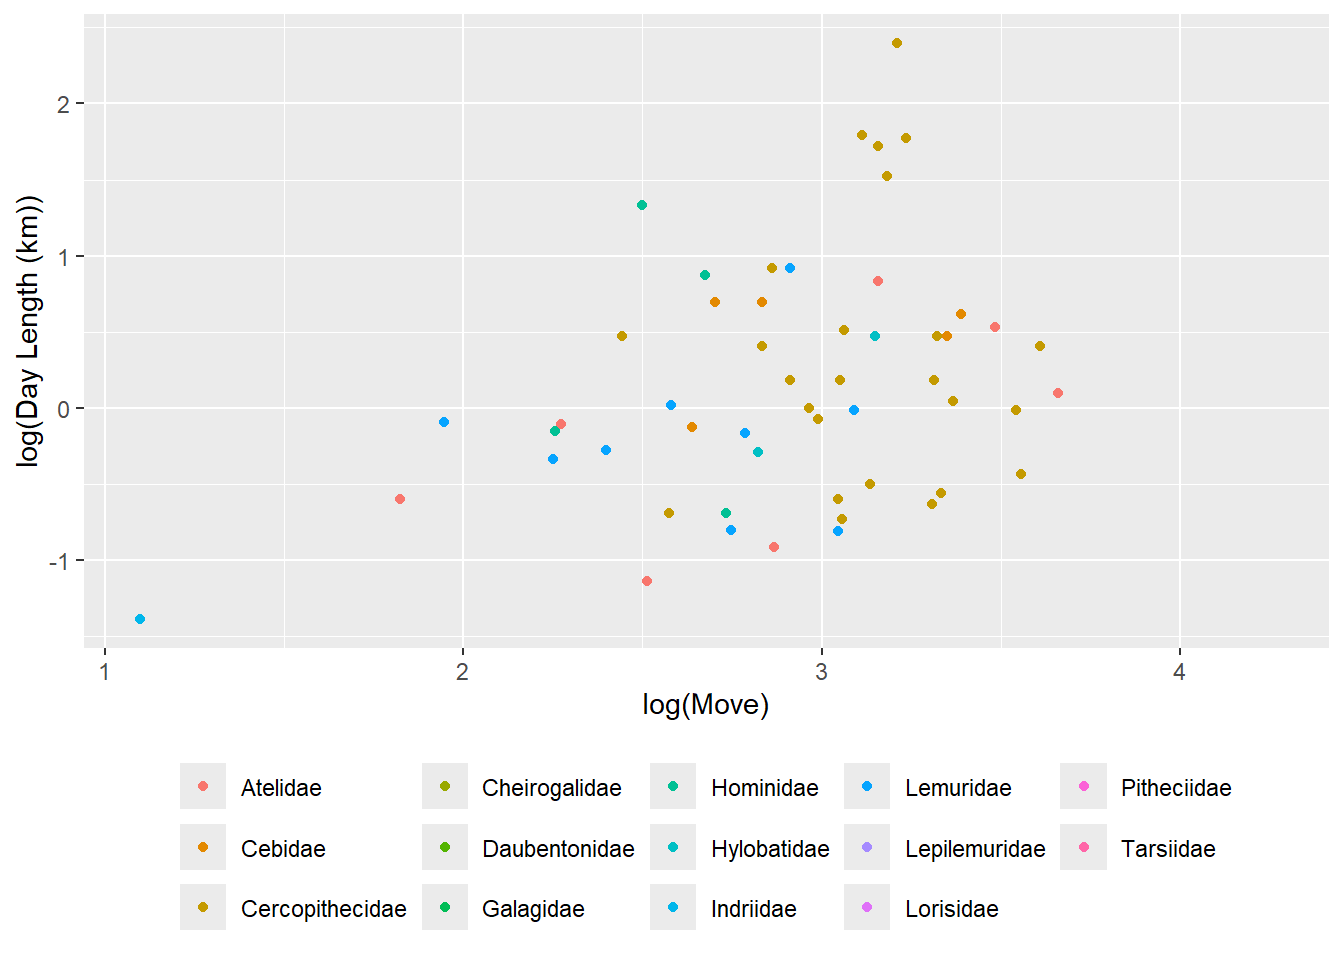 2
1
0
-1
log(Day Length (km))
1 2 3 4
log(Move)
Atelidae Cheirogalidae Hominidae Lemuridae Pitheciidae
Cebidae Daubentonidae Hylobatidae Lepilemuridae Tarsiidae
Cercopithecidae Galagidae Indriidae Lorisidae